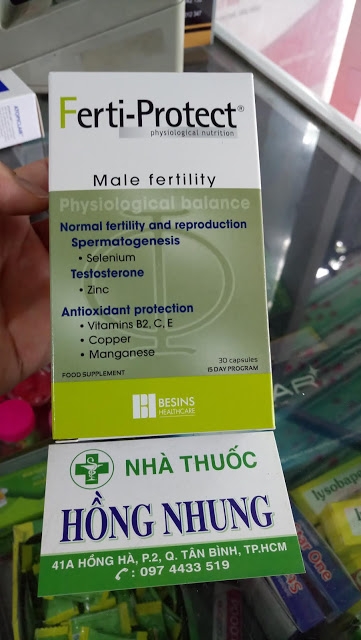 Ferti-Protect®
physiological nutrition
Male fertility
Physiological balance
Normal fertility and reproduction
Spermatogenesis
• Selenium
Testosterone
• Zinc
Antioxidant protection
• Vitamins B2, C, E
• Copper
• Manganese
30 capsules
FOOD SUPPLEMENT
15 DAY PROGRAM
BESINS
HEALTHCARE
NHÀ THUỐC
HỒNG NHUNG
41A HỒNG HÀ, P.2, Q. TÂN BÌNH, TP.HCM
: 097 4433 519